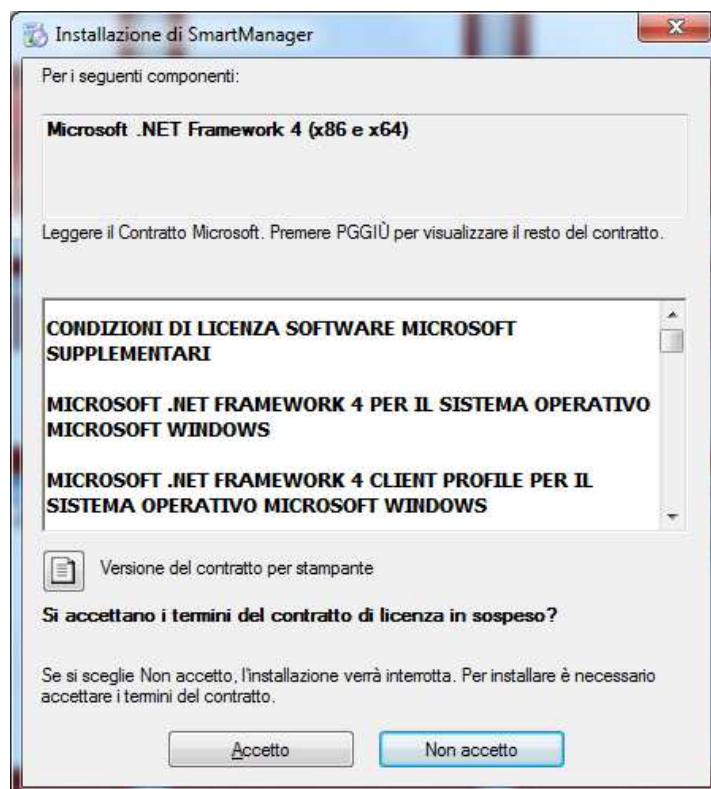 Installazione di SmartManager
Per i seguenti componenti:
Microsoft .NET Framework 4 (x86 e x64)
Leggere il Contratto Microsoft. Premere PGGIÙ per visualizzare il resto del contratto.
CONDIZIONI DI LICENZA SOFTWARE MICROSOFT
SUPPLEMENTARI
MICROSOFT .NET FRAMEWORK 4 PER IL SISTEMA OPERATIVO
MICROSOFT WINDOWS
MICROSOFT .NET FRAMEWORK 4 CLIENT PROFILE PER IL
SISTEMA OPERATIVO MICROSOFT WINDOWS
Versione del contratto per stampante
Si accettano i termini del contratto di licenza in sospeso?
Se si sceglie Non accetto, l'installazione verrà interrotta. Per installare è necessario
accettare i termini del contratto.
Accetto
Non accetto